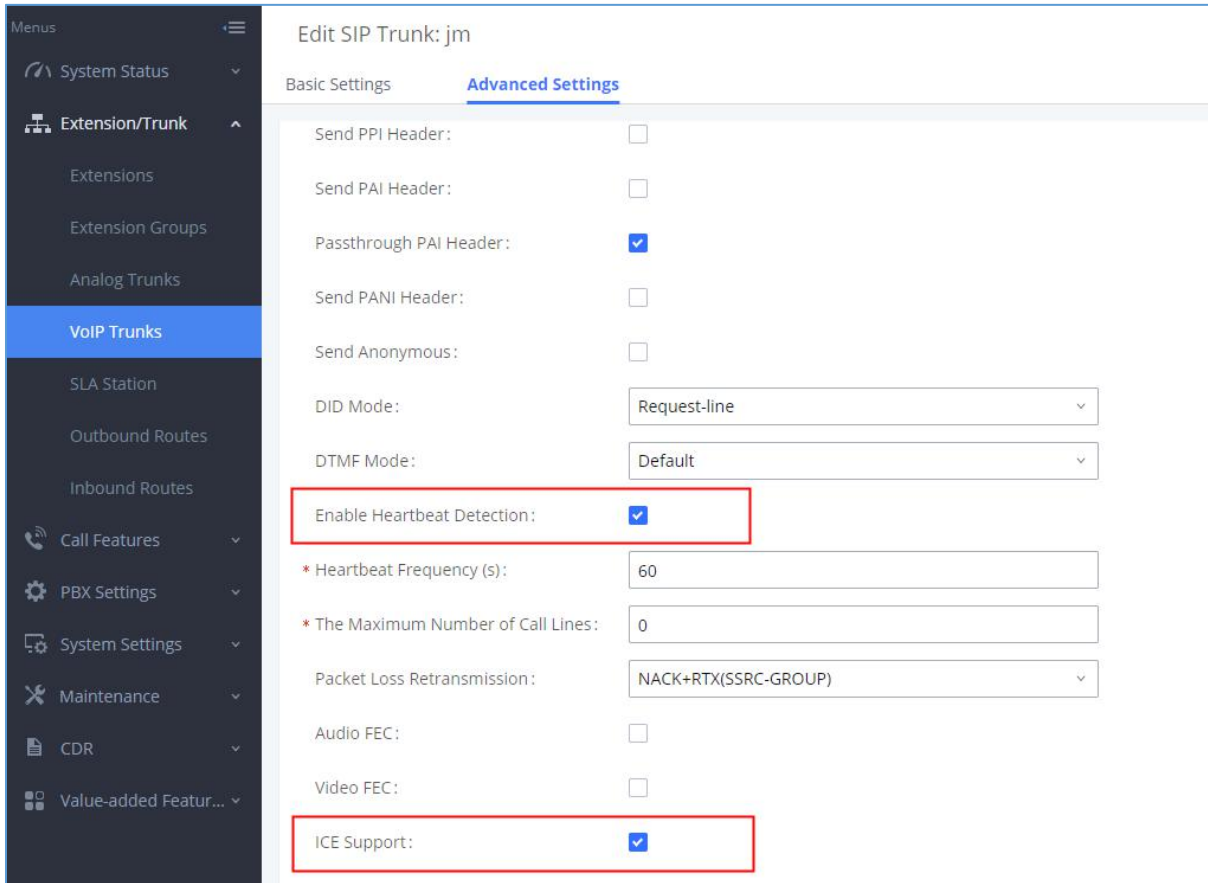 Menus
System Status
Extension/Trunk
Extensions
Extension Groups
Analog Trunks
VoIP Trunks
SLA Station
Outbound Routes
Inbound Routes
Call Features
PBX Settings
System Settings
Maintenance
CDR
Value-added Featur...
Edit SIP Trunk: jm
Basic Settings Advanced Settings
Send PPI Header:
Send PAI Header:
Passthrough PAI Header:
Send PANI Header:
Send Anonymous:
DID Mode: Request-line
DTMF Mode: Default
Enable Heartbeat Detection:
* Heartbeat Frequency (s): 60
* The Maximum Number of Call Lines: 0
Packet Loss Retransmission: NACK+RTX(SSRC-GROUP)
Audio FEC:
Video FEC:
ICE Support: